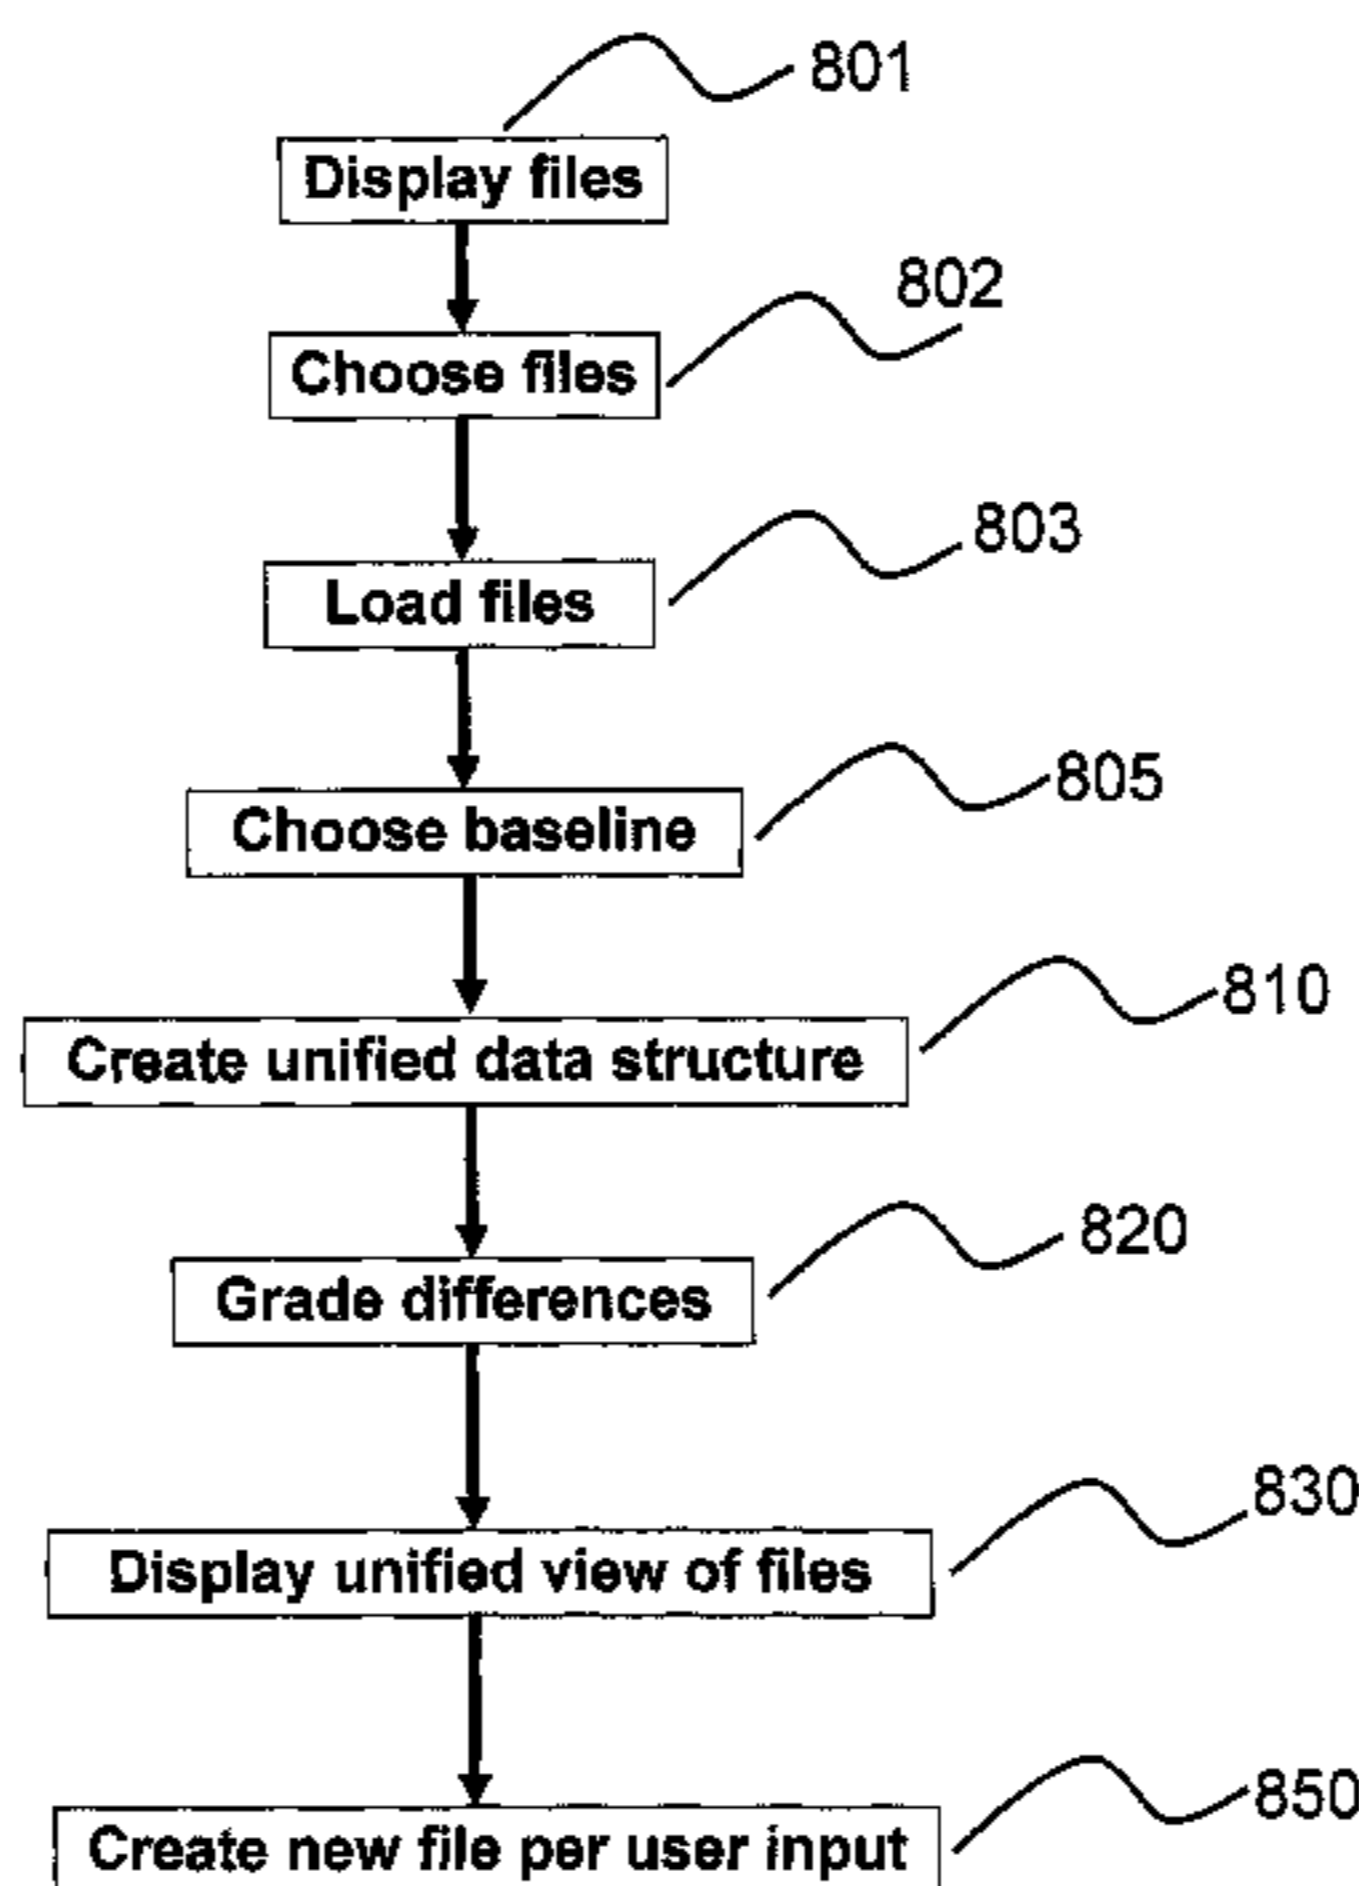 801
Display files
802
Choose files
803
Load files
805
Choose baseline
810
Create unified data structure
820
Grade differences
830
Display unified view of files
850
Create new file per user input